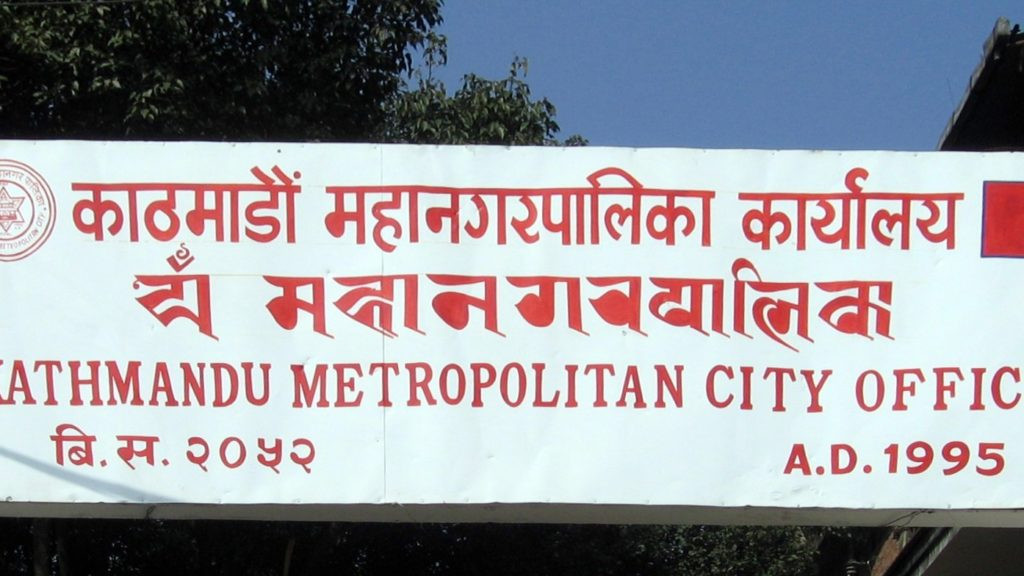 काठमाडौं महानगरपालिका कार्यालय
KATHMANDU METROPOLITAN CITY OFFIC
बि.स. २०५२ A.D. 1995